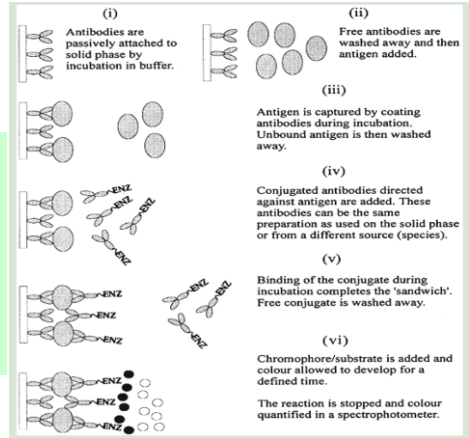 (i)
Antibodies are
passively attached to
solid phase by
incubation in buffer.
(ii)
Free antibodies are
washed away and then
antigen added.
(iii)
Antigen is captured by coating
antibodies during incubation.
Unbound antigen is then washed
away.
(iv)
ENZ
ENZ
ENZ
ENZ
Conjugated antibodies directed
against antigen are added. These
antibodies can be the same
preparation as used on the solid phase
or from a different source (species).
(v)
ENZ
ENZ
ENZ
ENZ
ENZ
ENZ
Binding of the conjugate during
incubation completes the 'sandwich'.
Free conjugate is washed away.
(vi)
ENZ
ENZ
ENZ
Chromophore/substrate is added and
colour allowed to develop for a
defined time.
The reaction is stopped and colour
quantified in a spectrophotometer.